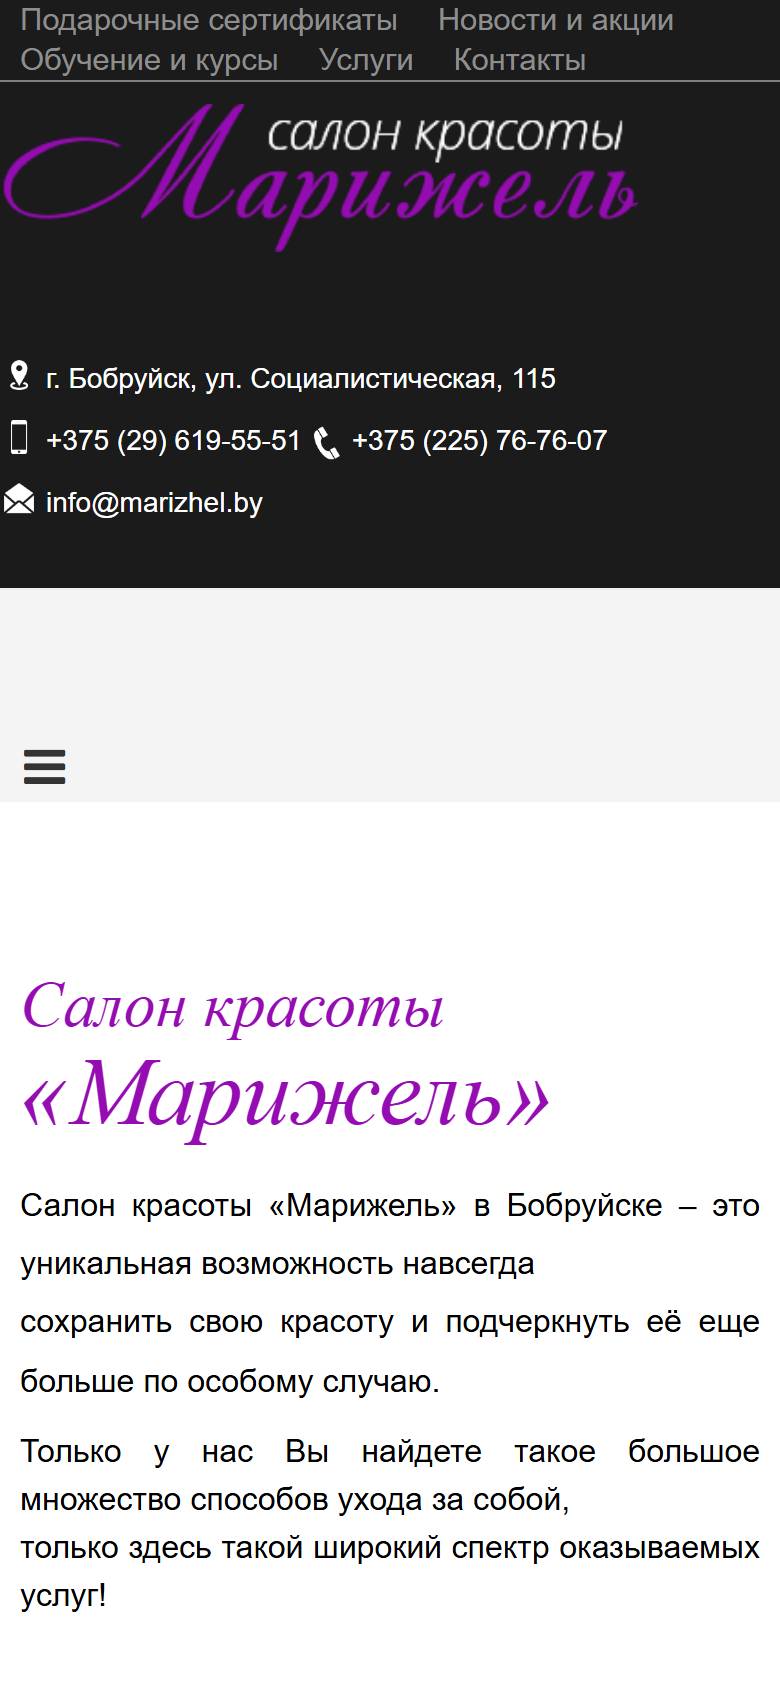 Подарочные сертификаты Новости и акции
Обучение и курсы Услуги Контакты
салон красоты
Марижель
г. Бобруйск, ул. Социалистическая, 115
+375 (29) 619-55-51 +375 (225) 76-76-07
info@marizhel.by
Салон красоты
«Марижель»
Салон красоты «Марижель» в Бобруйске – это
уникальная возможность навсегда
сохранить свою красоту и подчеркнуть её еще
больше по особому случаю.
Только у нас Вы найдете такое большое
множество способов ухода за собой,
только здесь такой широкий спектр оказываемых
услуг!